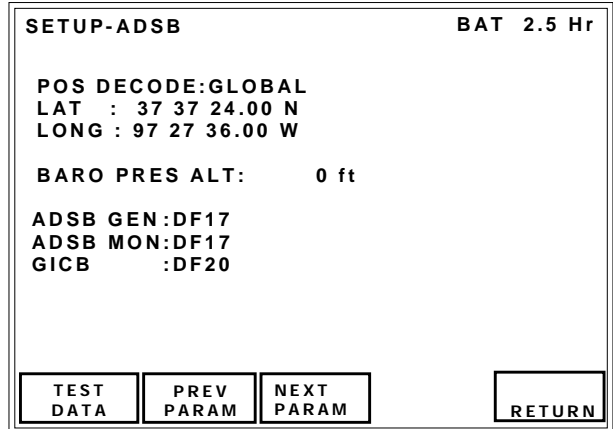 SETUP-ADSB BAT 2.5 Hr
POS DECODE:GLOBAL
LAT : 37 37 24.00 N
LONG : 97 27 36.00 W
BARO PRES ALT: 0 ft
ADSB GEN:DF17
ADSB MON:DF17
GICB :DF20
TEST DATA
PREV PARAM
NEXT PARAM
RETURN